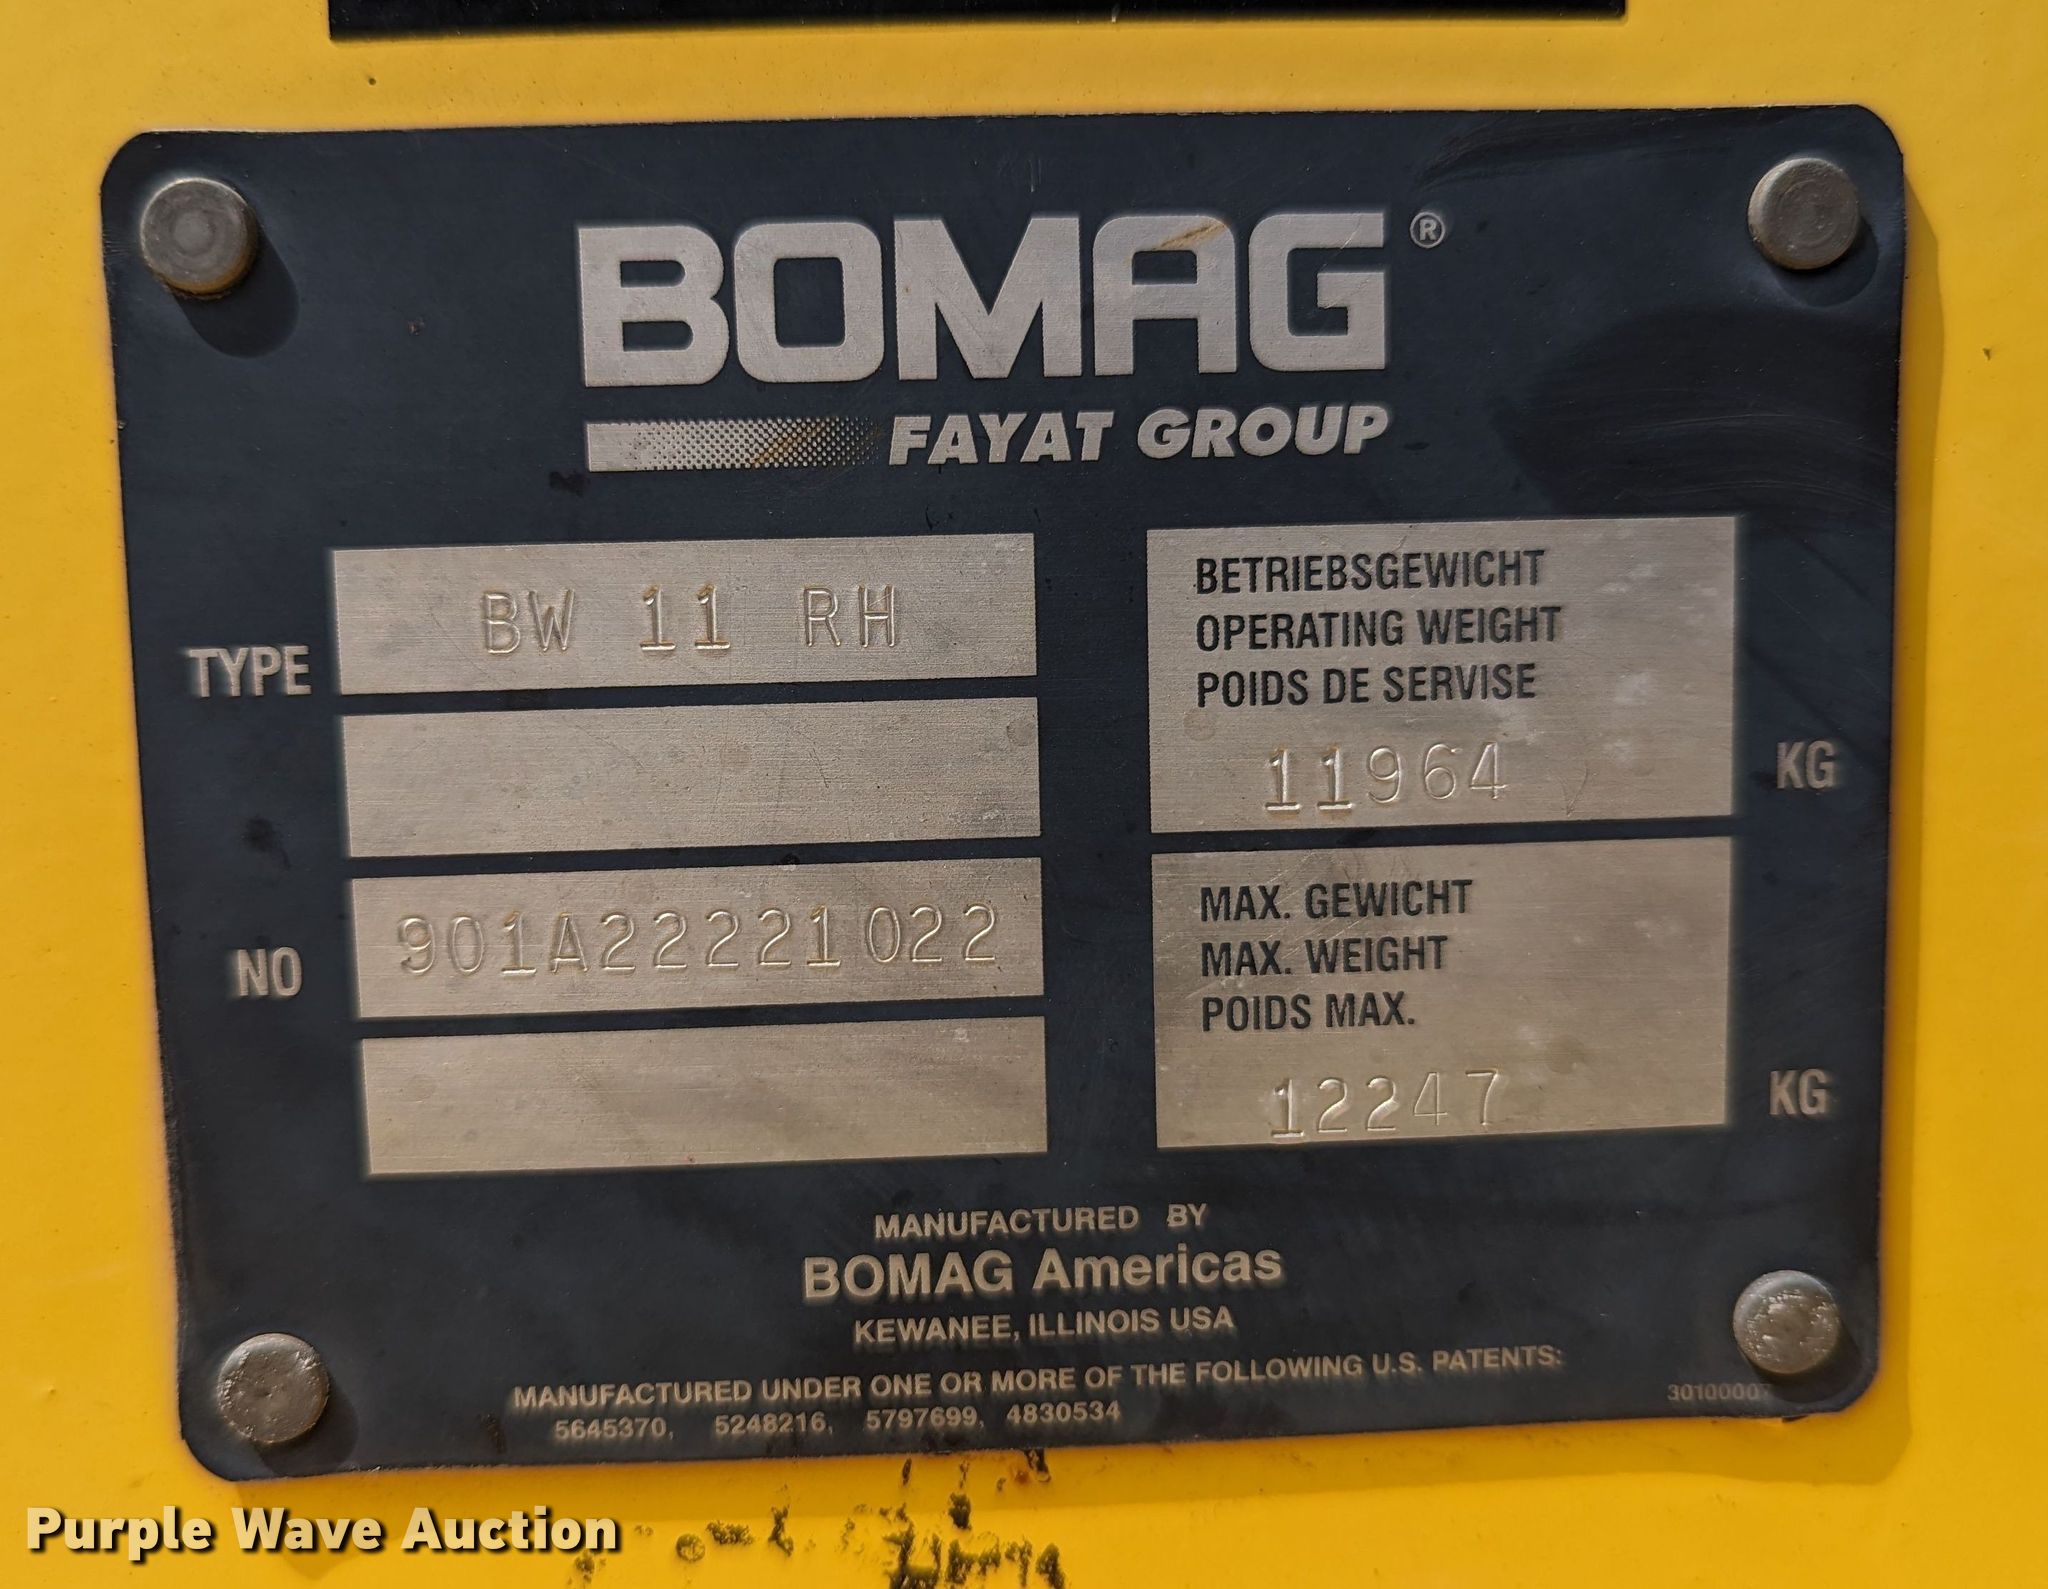 BOMAG®
FAYAT GROUP
TYPE BW 11 RH
NO 901A22221022
BETRIEBSGEWICHT
OPERATING WEIGHT
POIDS DE SERVISE
11964 KG
MAX. GEWICHT
MAX. WEIGHT
POIDS MAX.
12247 KG
MANUFACTURED BY
BOMAG Americas
KEWANEE, ILLINOIS USA
MANUFACTURED UNDER ONE OR MORE OF THE FOLLOWING U.S. PATENTS:
5645370, 5248216, 5797699, 4830534
30100007
Purple Wave Auction